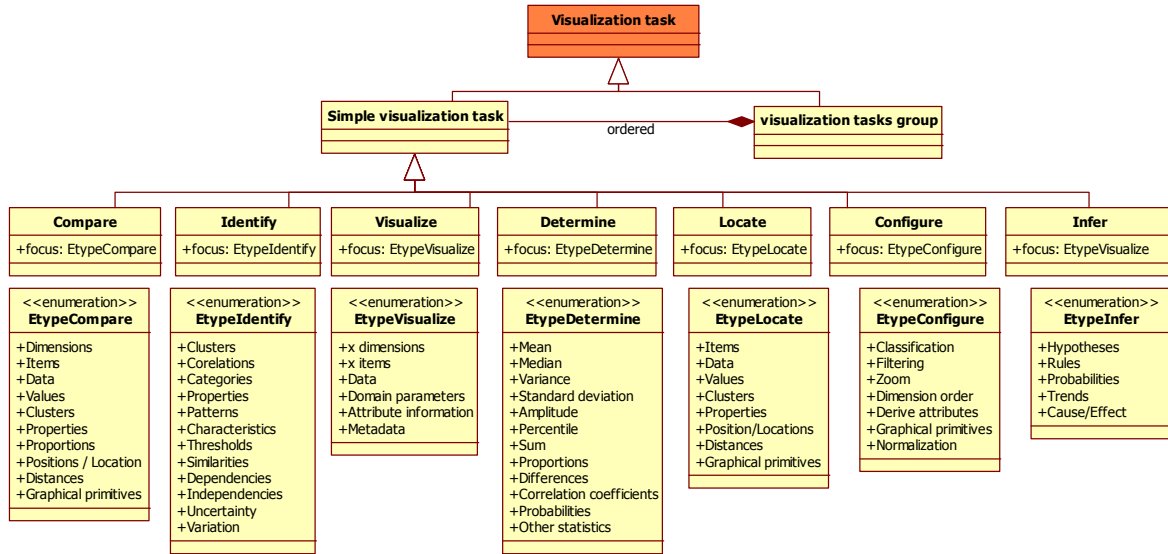 Visualization task
Simple visualization task
ordered
visualization tasks group
Compare
+focus: EtypeCompare
Identify
+focus: EtypeIdentify
Visualize
+focus: EtypeVisualize
Determine
+focus: EtypeDetermine
Locate
+focus: EtypeLocate
Configure
+focus: EtypeConfigure
Infer
+focus: EtypeVisualize
<<enumeration>>
EtypeCompare
+Dimensions
+Items
+Data
+Values
+Clusters
+Properties
+Proportions
+Positions / Location
+Distances
+Graphical primitives
<<enumeration>>
EtypeIdentify
+Clusters
+Corelations
+Categories
+Properties
+Patterns
+Characteristics
+Thresholds
+Similarities
+Dependencies
+Independencies
+Uncertainty
+Variation
<<enumeration>>
EtypeVisualize
+x dimensions
+x items
+Data
+Domain parameters
+Attribute information
+Metadata
<<enumeration>>
EtypeDetermine
+Mean
+Median
+Variance
+Standard deviation
+Amplitude
+Percentile
+Sum
+Proportions
+Differences
+Correlation coefficients
+Probabilities
+Other statistics
<<enumeration>>
EtypeLocate
+Items
+Data
+Values
+Clusters
+Properties
+Position/Locations
+Distances
+Graphical primitives
<<enumeration>>
EtypeConfigure
+Classification
+Filtering
+Zoom
+Dimension order
+Derive attributes
+Graphical primitives
+Normalization
<<enumeration>>
EtypeInfer
+Hypotheses
+Rules
+Probabilities
+Trends
+Cause/Effect